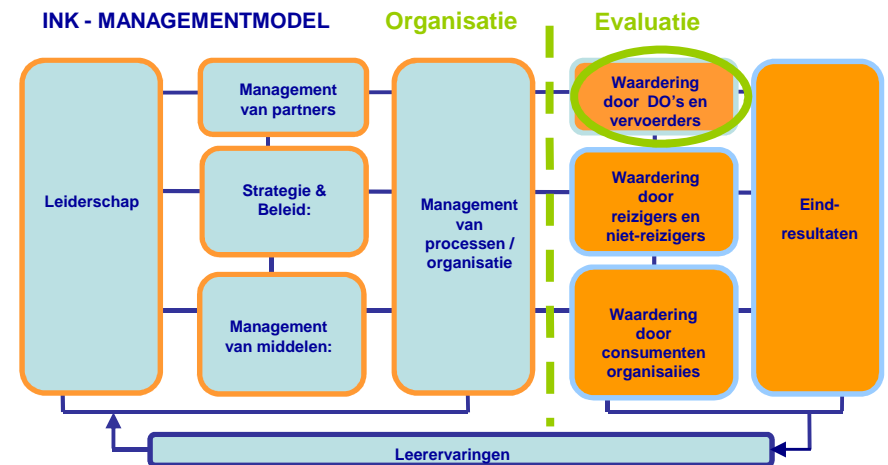 INK - MANAGEMENTMODEL
Organisatie
Evaluatie
Leiderschap
Management
van partners
Strategie &
Beleid:
Management
van middelen:
Management
van
processen /
organisatie
Waardering
door DO's en
vervoerders
Waardering
door
reizigers en
niet-reizigers
Waardering
door
consumenten
organisaiies
Eind-
resultaten
Leerervaringen